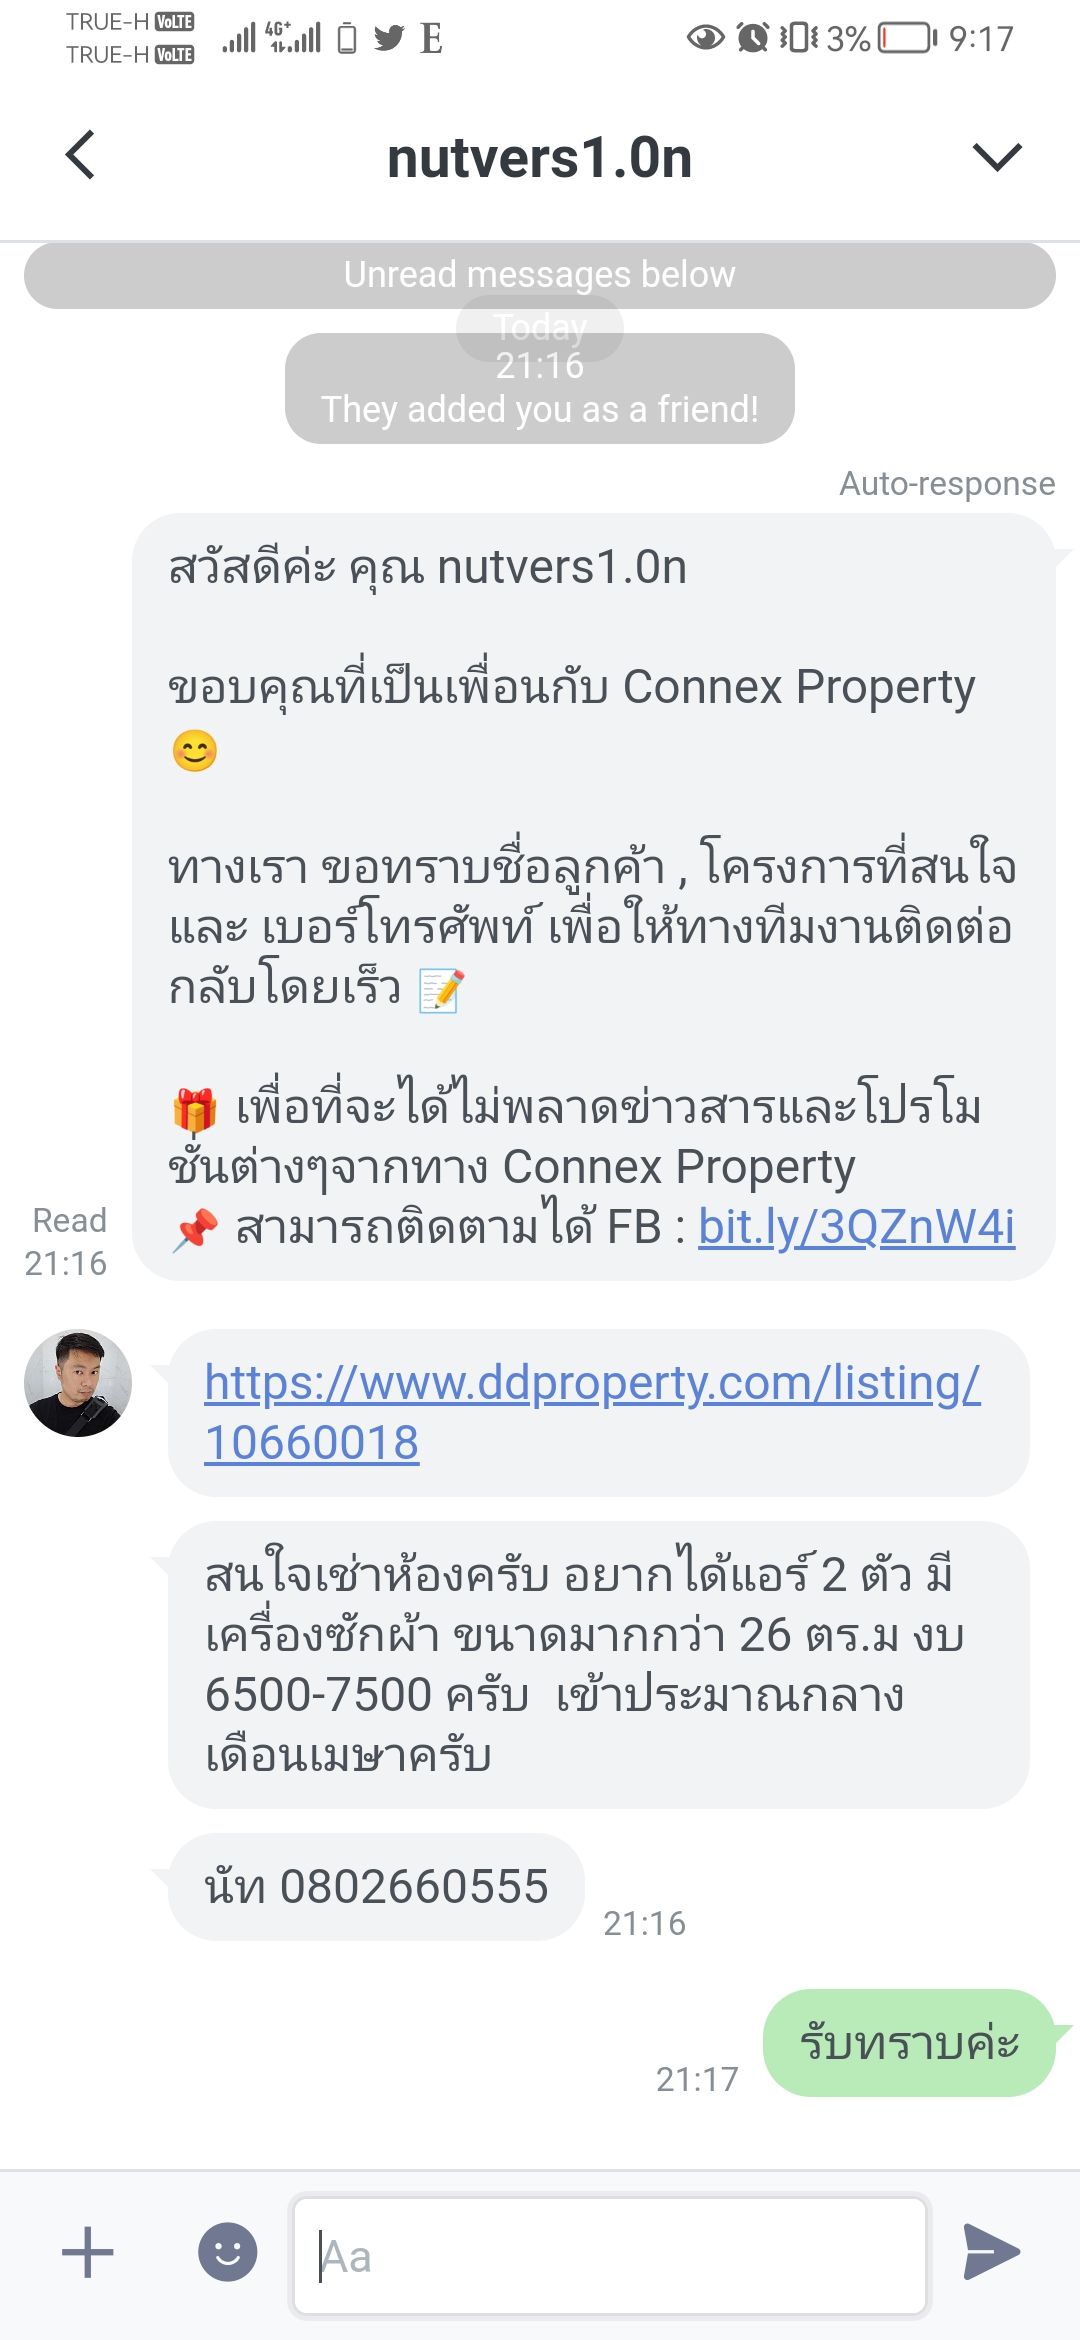 TRUE-H VoLTE
TRUE-H VoLTE
4G+
E
3%
9:17
nutvers1.0n
Unread messages below
Today
21:16
They added you as a friend!
Auto-response
สวัสดีค่ะ คุณ nutvers1.0n
ขอบคุณที่เป็นเพื่อนกับ Connex Property
😊
ทางเรา ขอทราบชื่อลูกค้า , โครงการที่สนใจ
และ เบอร์โทรศัพท์ เพื่อให้ทางทีมงานติดต่อ
กลับโดยเร็ว 📝
🎁 เพื่อที่จะได้ไม่พลาดข่าวสารและโปรโม
ชั่นต่างๆจากทาง Connex Property
📌 สามารถติดตามได้ FB : bit.ly/3QZnW4i
Read
21:16
https://www.ddproperty.com/listing/
10660018
สนใจเช่าห้องครับ อยากได้แอร์ 2 ตัว มี
เครื่องซักผ้า ขนาดมากกว่า 26 ตร.ม งบ
6500-7500 ครับ  เข้าประมาณกลาง
เดือนเมษาครับ
นัท 0802660555
21:16
รับทราบค่ะ
21:17
Aa